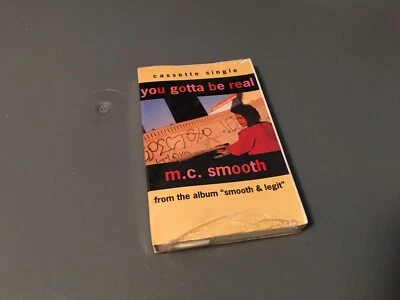 cassette single
you gotta be real
m.c. smooth
from the album "smooth & legit"